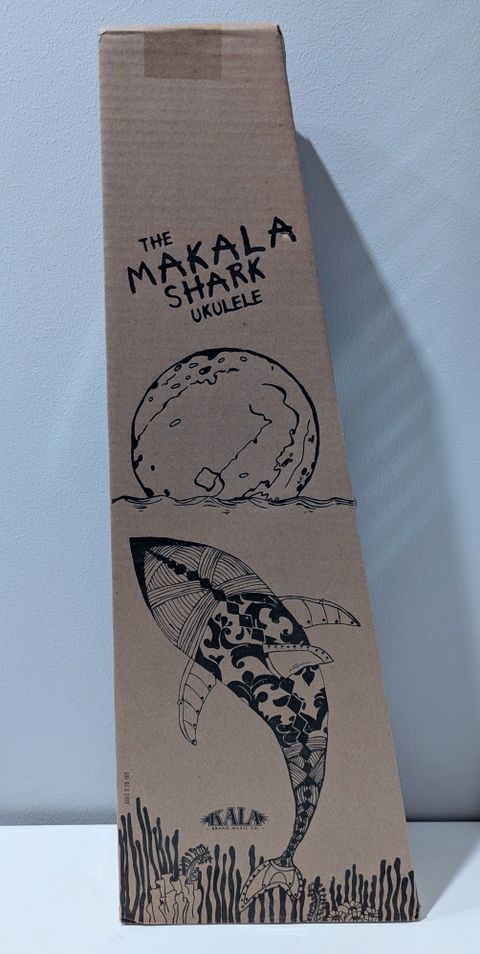 THE
MAKALA
SHARK
UKULELE
KALA
BRAND MUSIC CO.